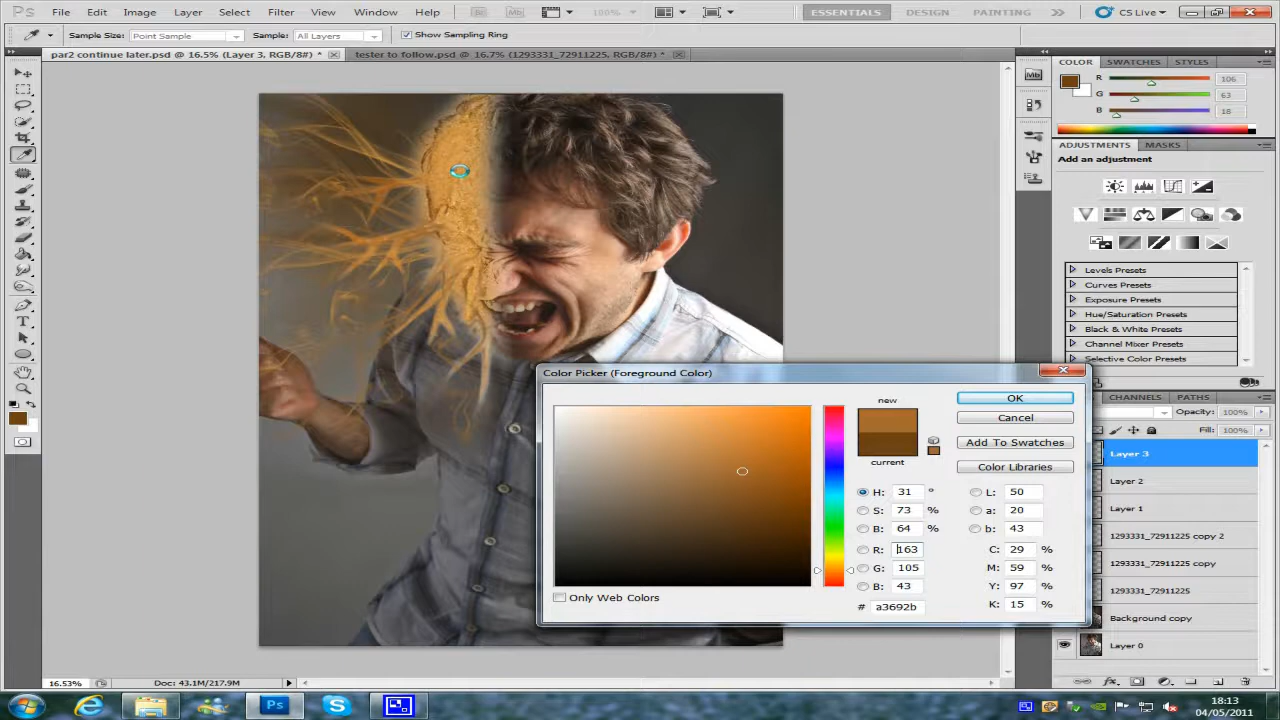 Ps File Edit Image Layer Select Filter Analysis View Window Help Br Mb 100% ESSENTIALS DESIGN PAINTING >> CS Live
Sample Size: Point Sample Sample: All Layers Show Sampling Ring
par2 continue later.psd @ 16.5% (Layer 3, RGB/8#) * tester to follow.psd @ 16.7% (1293331_72911225, RGB/8#) *
COLOR SWATCHES STYLES
R 106
G 63
B 18
ADJUSTMENTS MASKS
Add an adjustment
Levels Presets
Curves Presets
Exposure Presets
Hue/Saturation Presets
Black & White Presets
Channel Mixer Presets
Selective Color Presets
CHANNELS PATHS
Opacity: 100%
Fill: 100%
Layer 3
Layer 2
Layer 1
1293331_72911225 copy 2
1293331_72911225 copy
1293331_72911225
Background copy
Layer 0
Color Picker (Foreground Color)
new
current
OK
Cancel
Add To Swatches
Color Libraries
H: 31 ° L: 50
S: 73 % a: 20
B: 64 % b: 43
R: 163 C: 29 %
G: 105 M: 59 %
B: 43 Y: 97 %
# a3692b K: 15 %
Only Web Colors
16.53% Doc: 43.1M/217.9M
18:13
04/05/2011